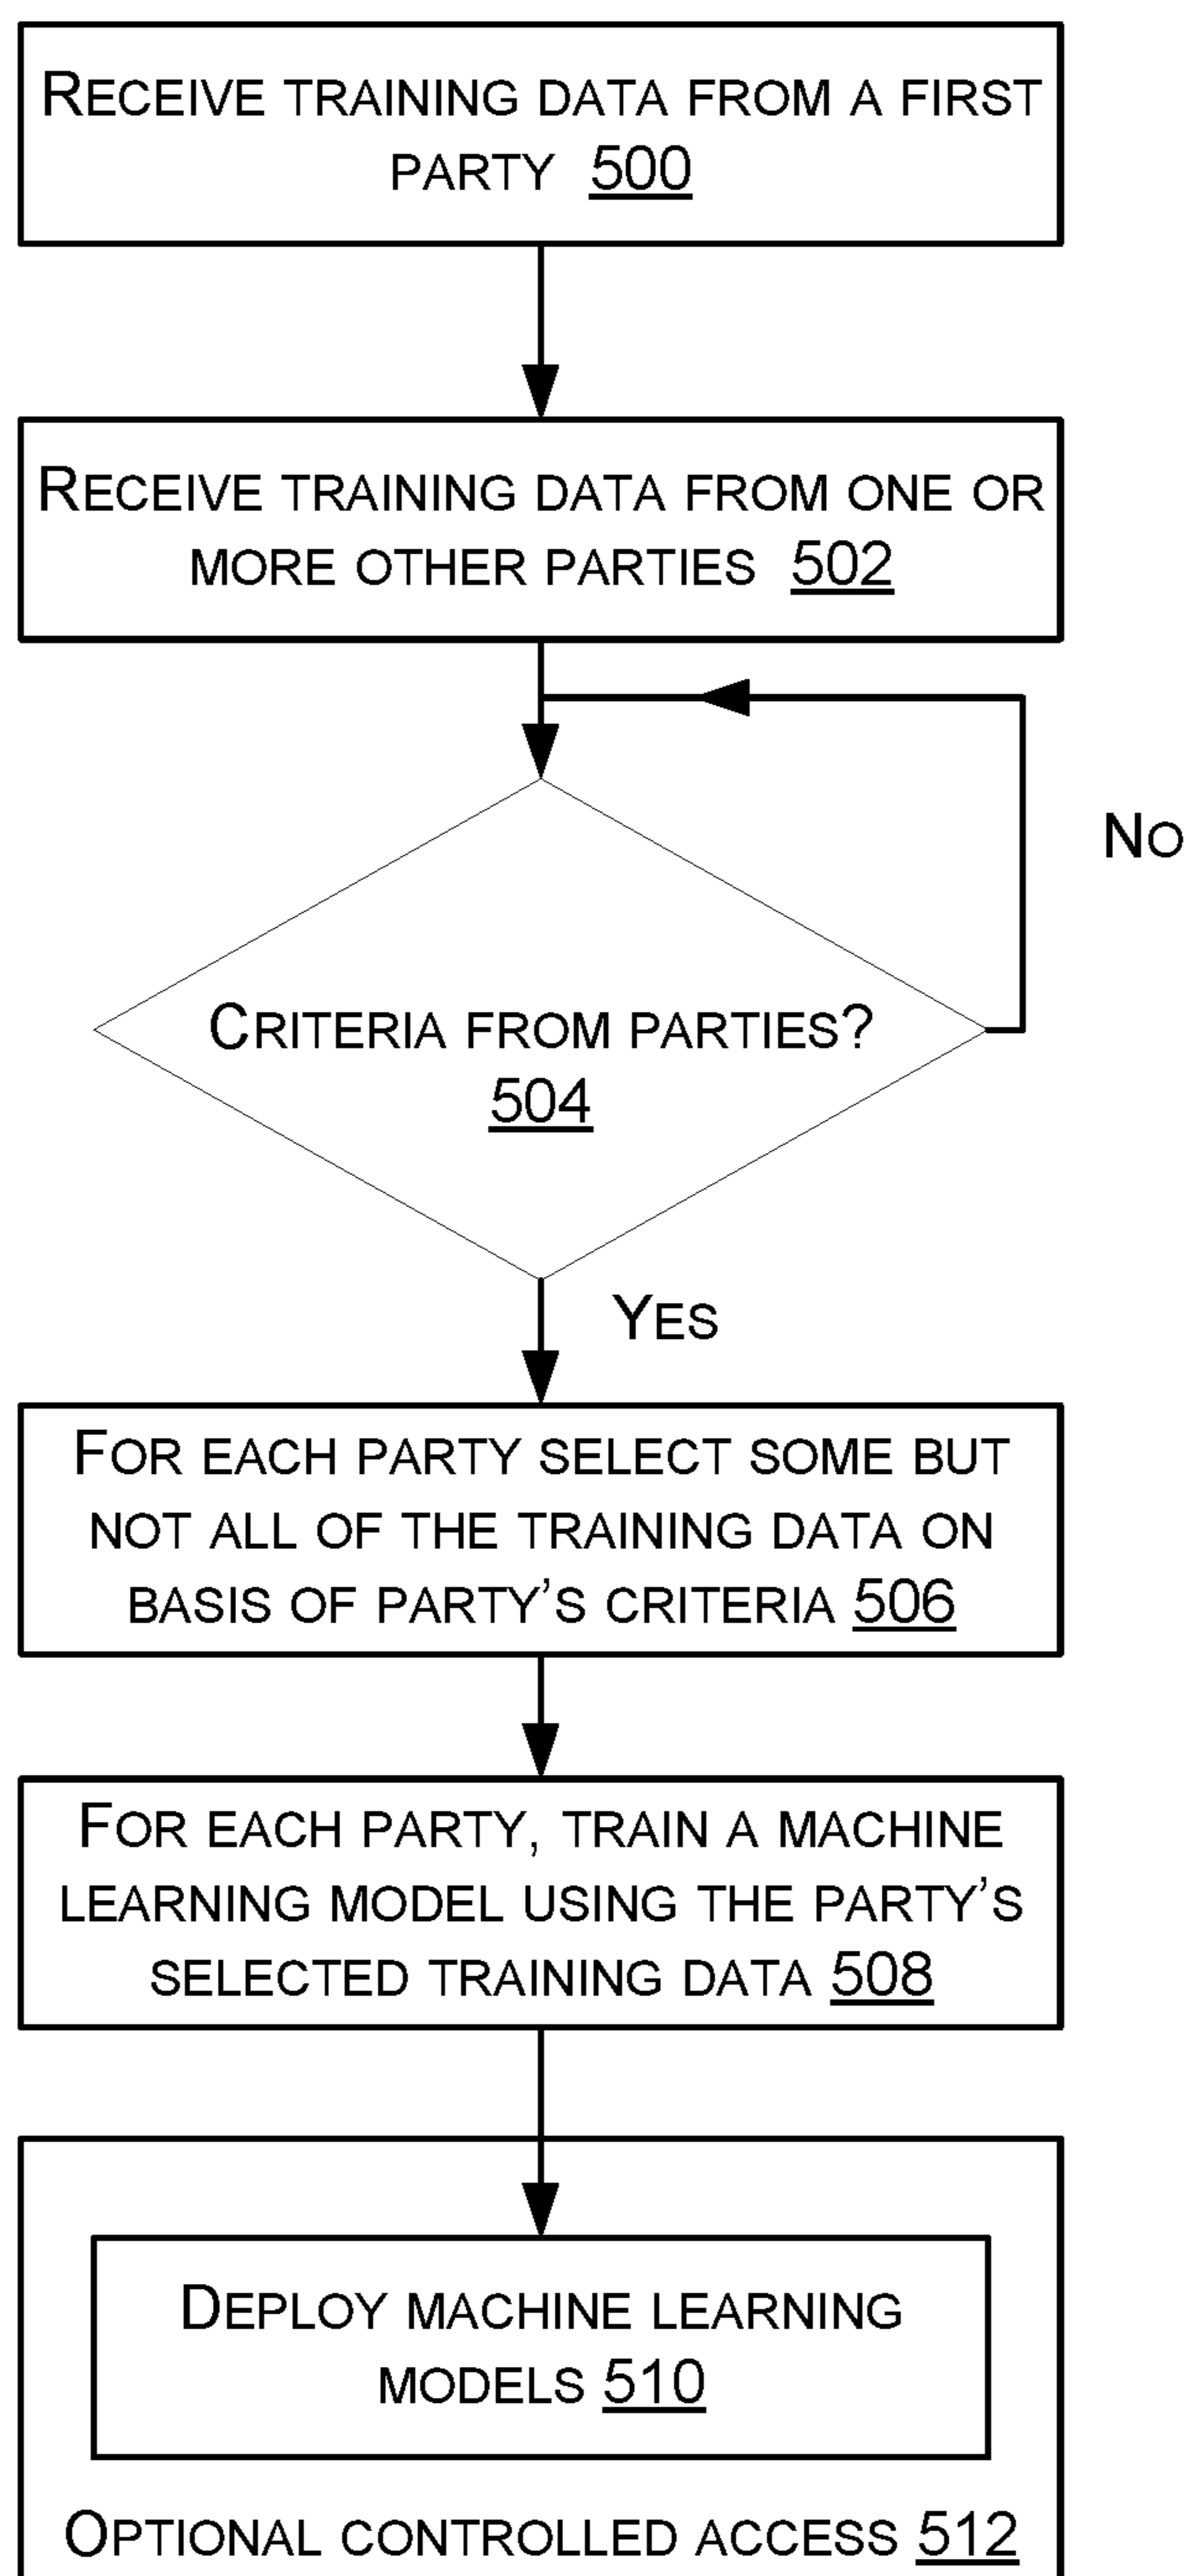 RECEIVE TRAINING DATA FROM A FIRST
PARTY 500
RECEIVE TRAINING DATA FROM ONE OR
MORE OTHER PARTIES 502
NO
CRITERIA FROM PARTIES?
504
YES
FOR EACH PARTY SELECT SOME BUT
NOT ALL OF THE TRAINING DATA ON
BASIS OF PARTY'S CRITERIA 506
FOR EACH PARTY, TRAIN A MACHINE
LEARNING MODEL USING THE PARTY'S
SELECTED TRAINING DATA 508
DEPLOY MACHINE LEARNING
MODELS 510
OPTIONAL CONTROLLED ACCESS 512